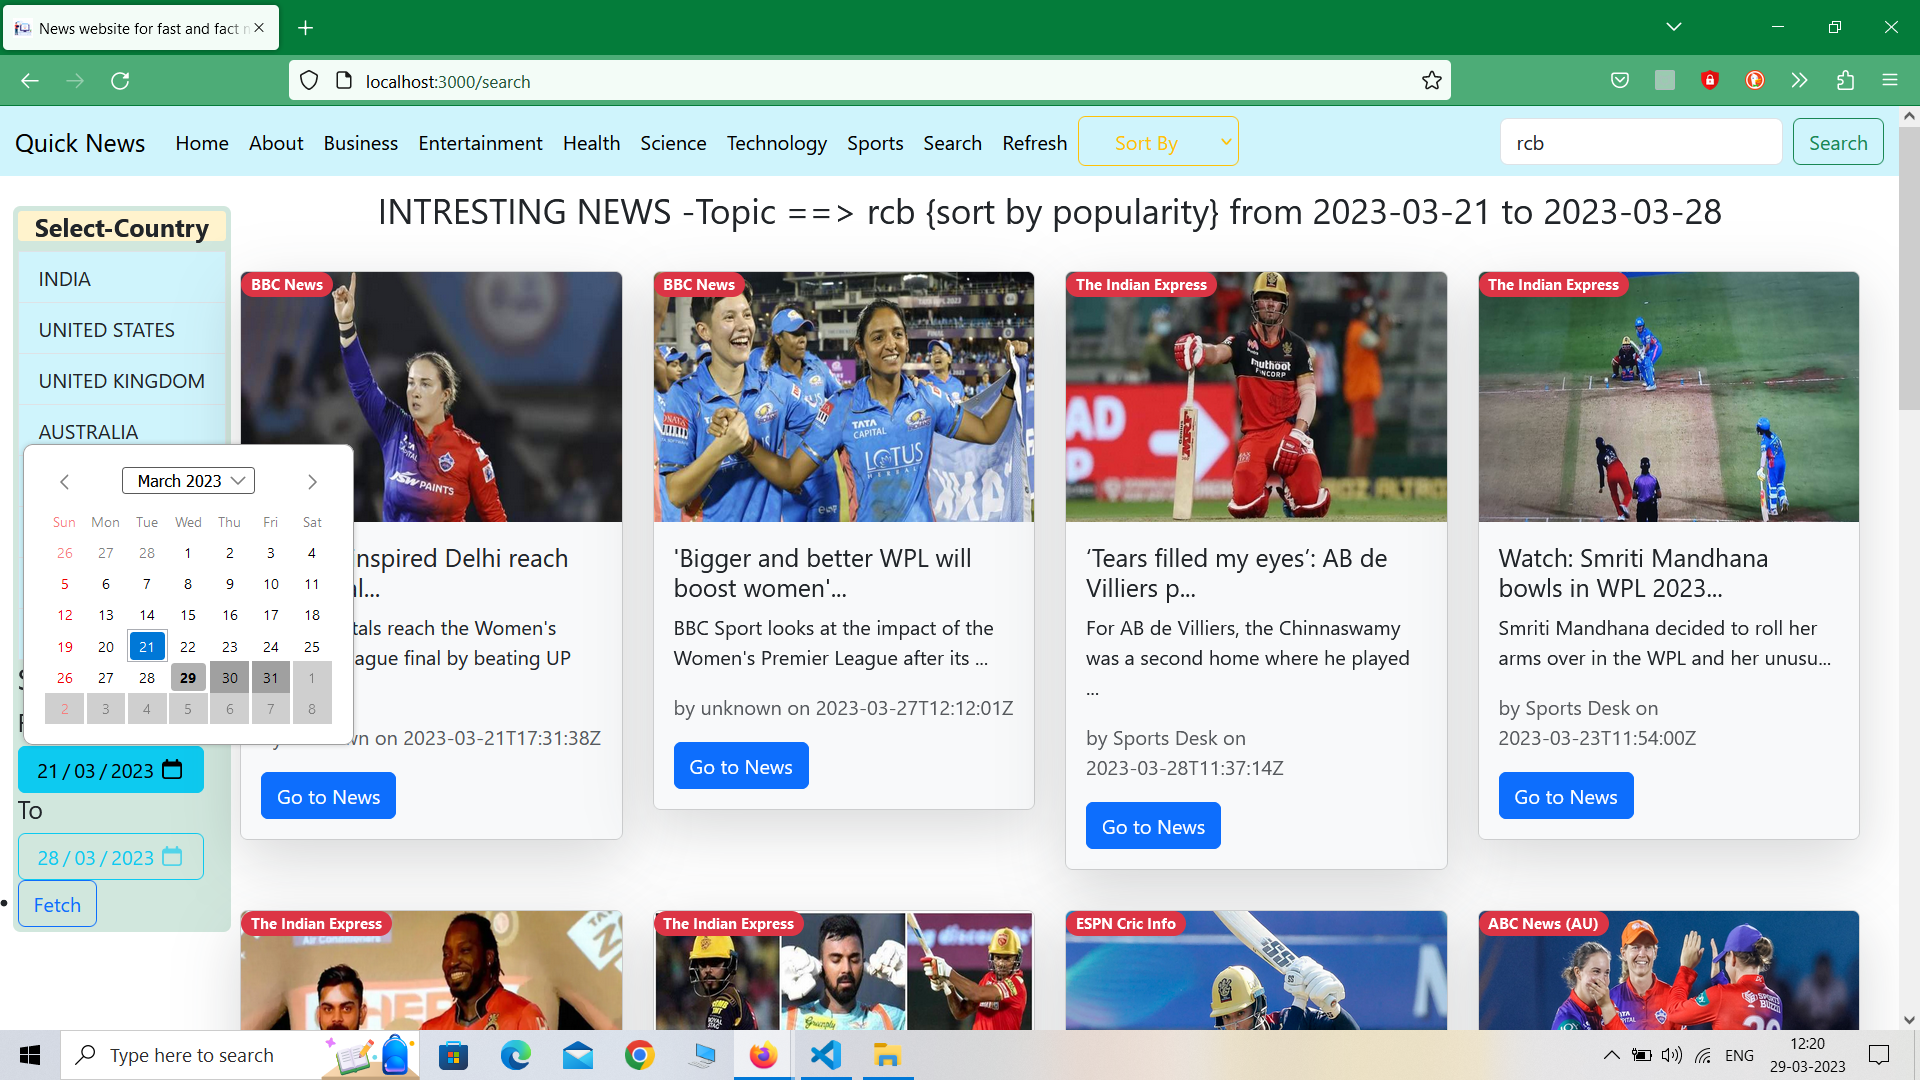 News website for fast and fact n
localhost:3000/search
Quick News Home About Business Entertainment Health Science Technology Sports Search Refresh Sort By rcb Search
INTRESTING NEWS -Topic ==> rcb {sort by popularity} from 2023-03-21 to 2023-03-28
Select-Country
INDIA
UNITED STATES
UNITED KINGDOM
AUSTRALIA
March 2023
Sun Mon Tue Wed Thu Fri Sat
26 27 28 1 2 3 4
5 6 7 8 9 10 11
12 13 14 15 16 17 18
19 20 21 22 23 24 25
26 27 28 29 30 31 1
2 3 4 5 6 7 8
21/03/2023
To
28/03/2023
Fetch
BBC News
JSW PAINTS
nspired Delhi reach
tals reach the Women's
ague final by beating UP
on 2023-03-21T17:31:38Z
Go to News
BBC News
TATA
CAPITAL
LOTUS
HERBALS
'Bigger and better WPL will
boost women'...
BBC Sport looks at the impact of the
Women's Premier League after its ...
by unknown on 2023-03-27T12:12:01Z
Go to News
The Indian Express
muthoot
FINCORP
‘Tears filled my eyes’: AB de
Villiers p...
For AB de Villiers, the Chinnaswamy
was a second home where he played
...
by Sports Desk on
2023-03-28T11:37:14Z
Go to News
The Indian Express
Watch: Smriti Mandhana
bowls in WPL 2023...
Smriti Mandhana decided to roll her
arms over in the WPL and her unusu...
by Sports Desk on
2023-03-23T11:54:00Z
Go to News
The Indian Express
The Indian Express
ESPN Cric Info
ABC News (AU)
Type here to search
ENG
12:20
29-03-2023